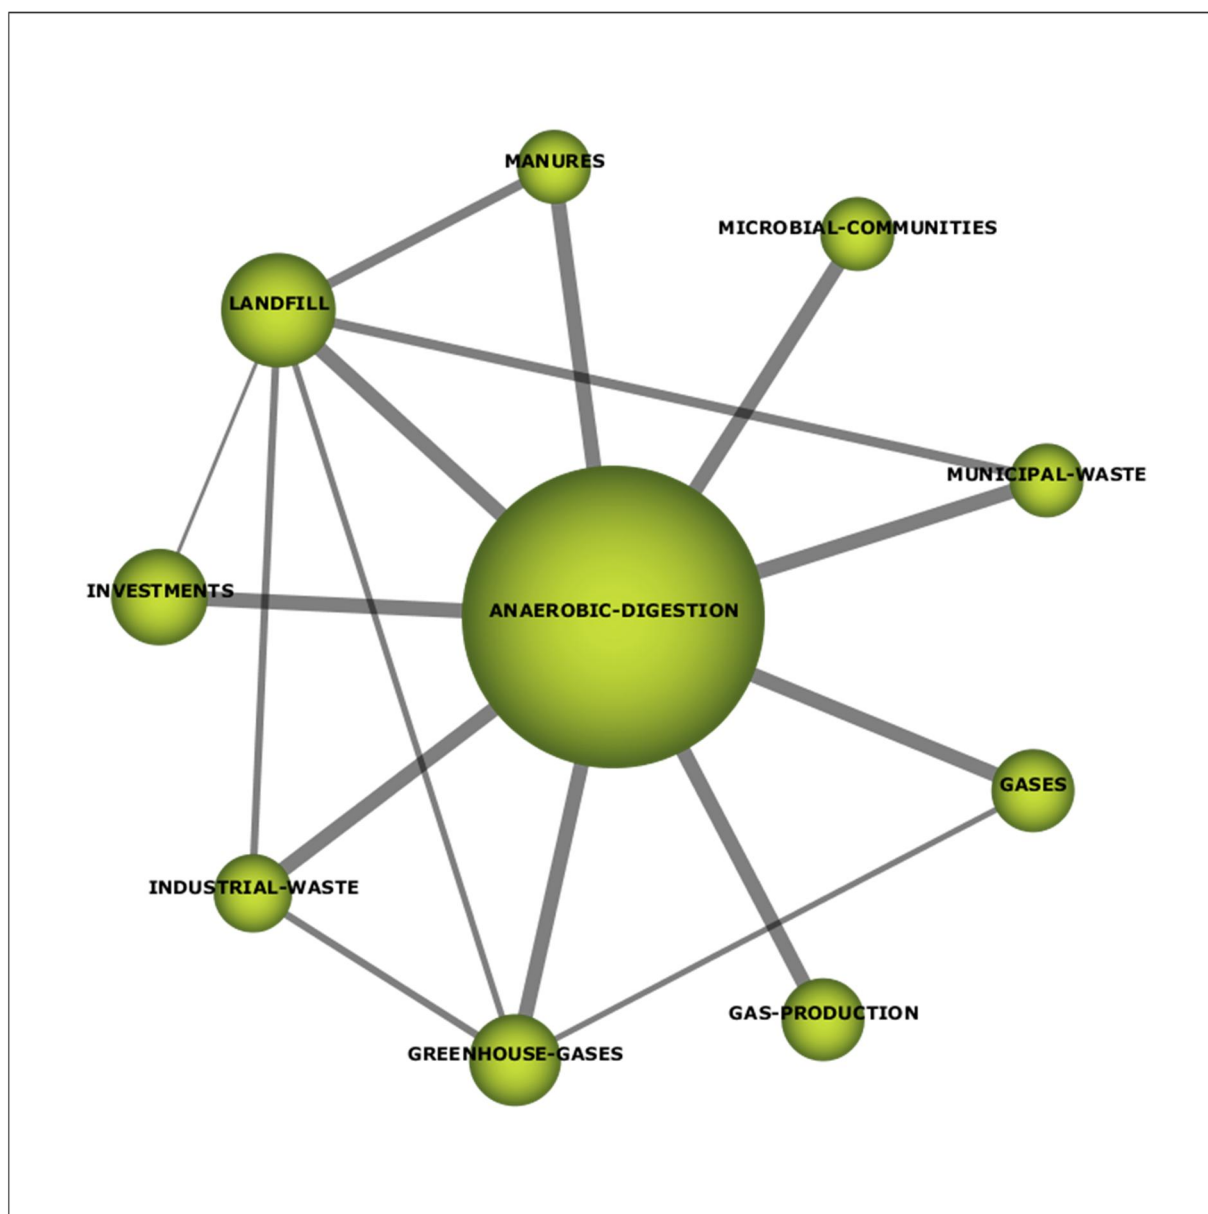 MANURES
MICROBIAL-COMMUNITIES
LANDFILL
MUNICIPAL-WASTE
INVESTMENTS
ANAEROBIC-DIGESTION
GASES
INDUSTRIAL-WASTE
GAS-PRODUCTION
GREENHOUSE-GASES